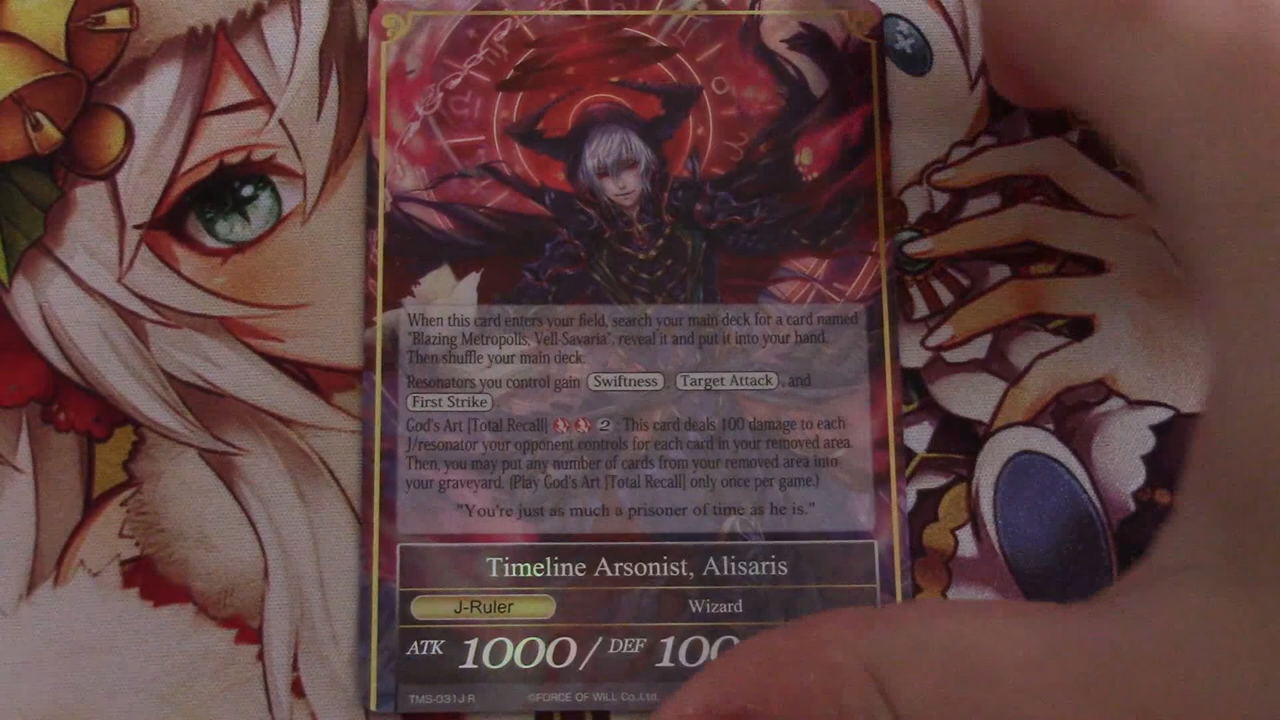 When this card enters your field, search your main deck for a card named
"Blazing Metropolis, Vell-Savaria", reveal it and put it into your hand.
Then shuffle your main deck.
Resonators you control gain Swiftness, Target Attack, and
First Strike.
God's Art [Total Recall] 2 : This card deals 100 damage to each
J/resonator your opponent controls for each card in your removed area.
Then, you may put any number of cards from your removed area into
your graveyard. (Play God's Art [Total Recall] only once per game.)
"You're just as much a prisoner of time as he is."
Timeline Arsonist, Alisaris
J-Ruler Wizard
ATK 1000 / DEF 100
TMS-031J R ©FORCE OF WILL Co.,Ltd.